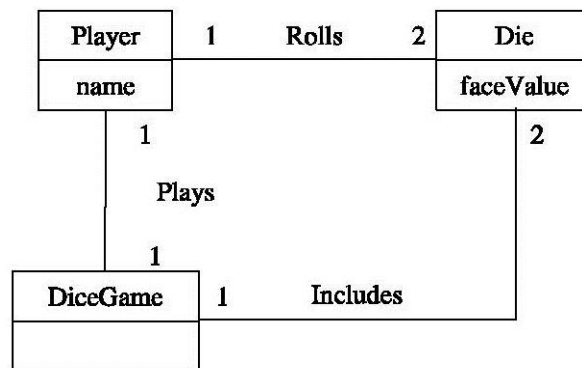 Player
1 Rolls 2
Die
name
faceValue
1
2
Plays
1
DiceGame
1 Includes